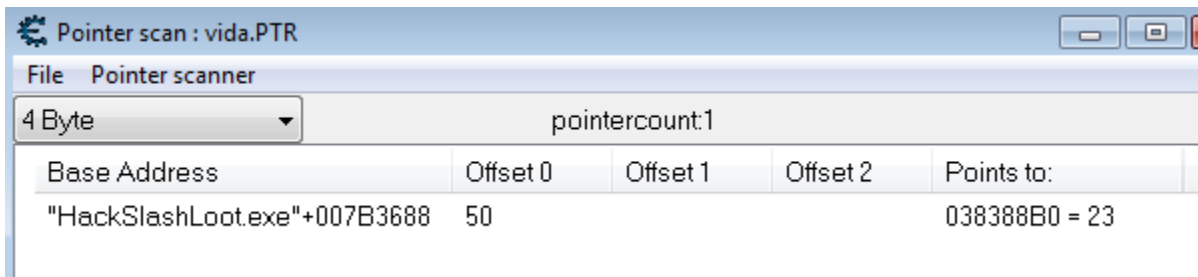 Pointer scan : vida.PTR
File Pointer scanner
4 Byte pointercount:1
Base Address Offset 0 Offset 1 Offset 2 Points to:
"HackSlashLoot.exe"+007B3688 50 038388B0 = 23